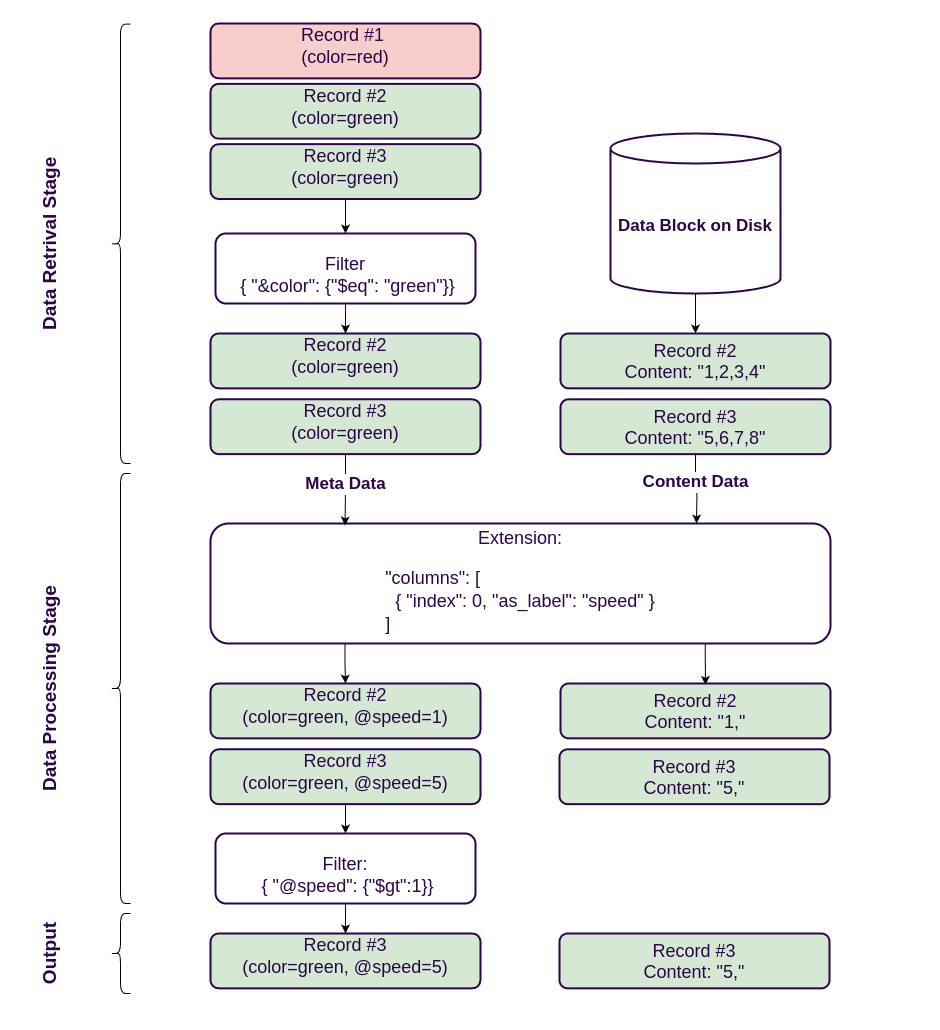 Data Retrival Stage
Record #1
(color=red)
Record #2
(color=green)
Record #3
(color=green)
Filter
{ "&color": {"$eq": "green"}}
Record #2
(color=green)
Record #3
(color=green)
Data Block on Disk
Record #2
Content: "1,2,3,4"
Record #3
Content: "5,6,7,8"
Meta Data
Content Data
Data Processing Stage
Extension:
"columns": [
{ "index": 0, "as_label": "speed" }
]
Record #2
(color=green, @speed=1)
Record #3
(color=green, @speed=5)
Record #2
Content: "1,"
Record #3
Content: "5,"
Filter:
{ "@speed": {"$gt":1}}
Output
Record #3
(color=green, @speed=5)
Record #3
Content: "5,"